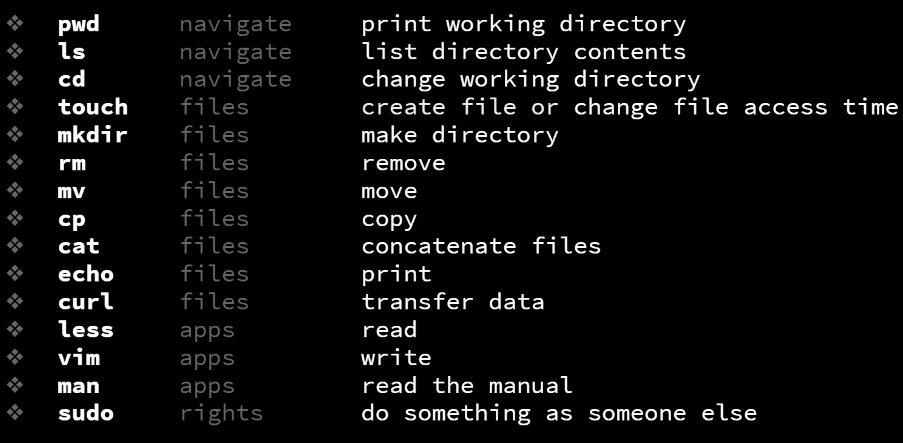 ❖ pwd navigate print working directory
❖ ls navigate list directory contents
❖ cd navigate change working directory
❖ touch files create file or change file access time
❖ mkdir files make directory
❖ rm files remove
❖ mv files move
❖ cp files copy
❖ cat files concatenate files
❖ echo files print
❖ curl files transfer data
❖ less apps read
❖ vim apps write
❖ man apps read the manual
❖ sudo rights do something as someone else